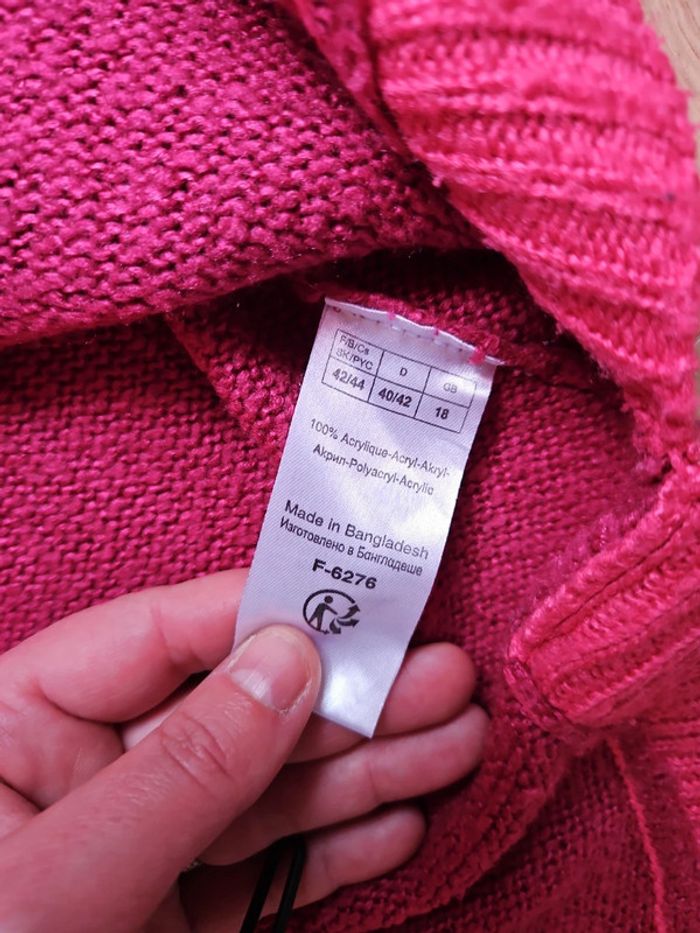 F/B/Cs D GB
SK/PYC
42/44 40/42 18
100% Acrylique-Acryl-Akryl-
Акрил-Polyacryl-Acrylic
Made in Bangladesh
Изготовлено в Бангладеше
F-6276